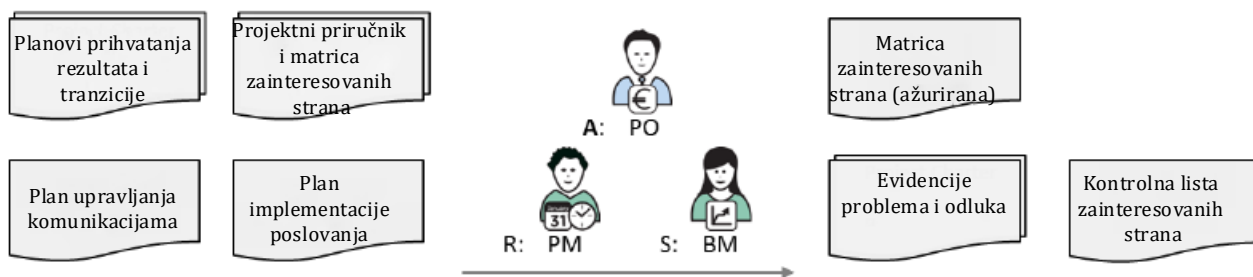 Planovi prihvatanja
rezultata i
tranzicije
Projektni priručnik
i matrica
zainteresovanih
strana
Plan upravljanja
komunikacijama
Plan
implementacije
poslovanja
€
A: PO
31
R: PM
S: BM
Matrica
zainteresovanih
strana (ažurirana)
Evidencije
problema i odluka
Kontrolna lista
zainteresovanih
strana